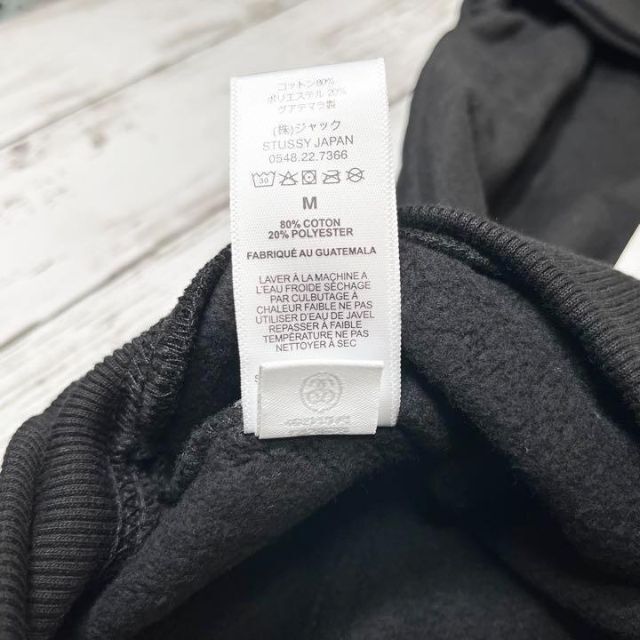 コットン80%
ポリエステル 20%
グアテマラ製
(株)ジャック
STUSSY JAPAN
0548.22.7366
30
M
80% COTON
20% POLYESTER
FABRIQUÉ AU GUATEMALA
LAVER À LA MACHINE A
L'EAU FROIDE SÉCHAGE
PAR CULBUTAGE À
CHALEUR FAIBLE NE PAS
UTILISER D'EAU DE JAVEL
REPASSER À FAIBLE
TEMPÉRATURE NE PAS
NETTOYER À SEC